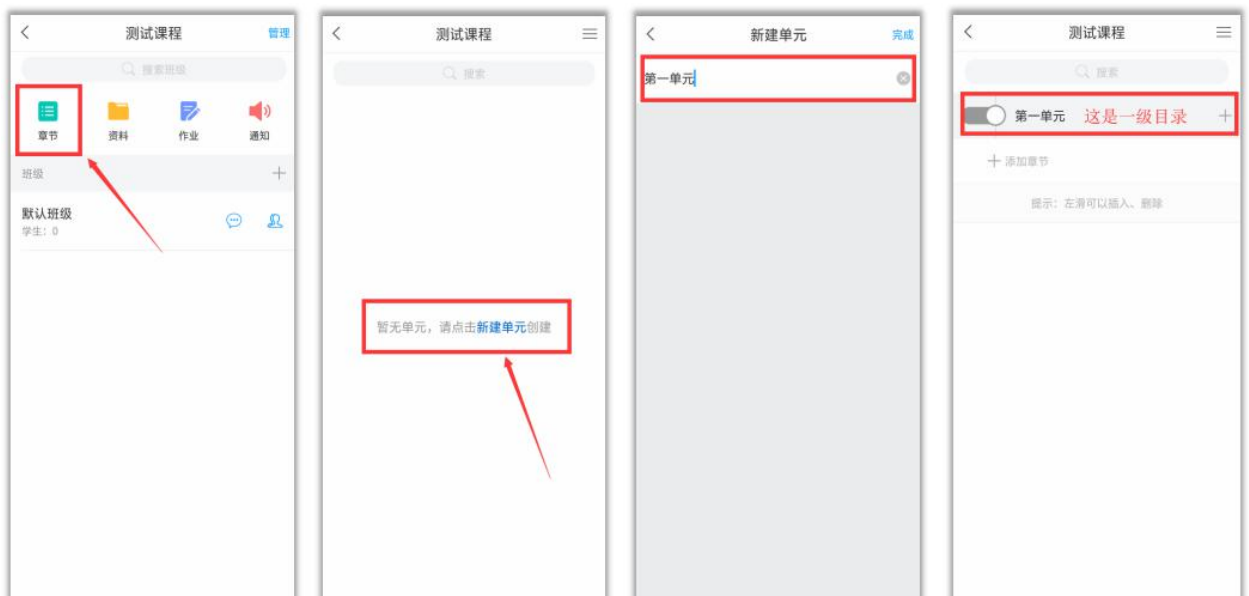 测试课程
管理
搜索班级
章节
资料
作业
通知
班级
默认班级
学生：0
测试课程
搜索
暂无单元，请点击新建单元创建
新建单元
完成
第一单元
测试课程
搜索
第一单元
这是一级目录
添加章节
提示：左滑可以插入、删除